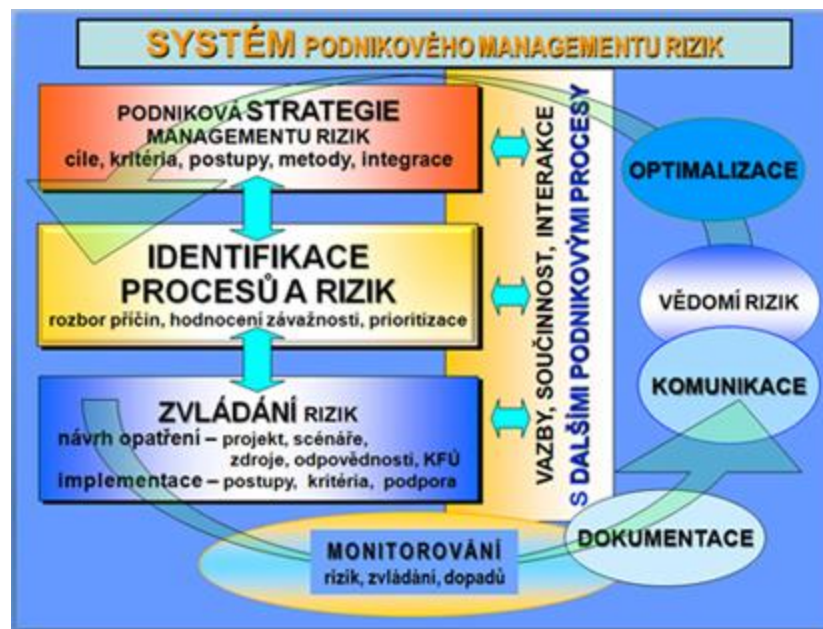 SYSTÉM PODNIKOVÉHO MANAGEMENTU RIZIK
PODNIKOVÁ STRATEGIE
MANAGEMENTU RIZIK
cíle, kritéria, postupy, metody, integrace
IDENTIFIKACE
PROCESŮ A RIZIK
rozbor příčin, hodnocení závažnosti, prioritizace
ZVLÁDÁNÍ RIZIK
návrh opatření – projekt, scénáře,
zdroje, odpovědnosti, KFÚ
implementace – postupy, kritéria, podpora
VAZBY, SOUČINNOST, INTERAKCE
S DALŠÍMI PODNIKOVÝMI PROCESY
OPTIMALIZACE
VĚDOMÍ RIZIK
KOMUNIKACE
DOKUMENTACE
MONITOROVÁNÍ
rizik, zvládání, dopadů